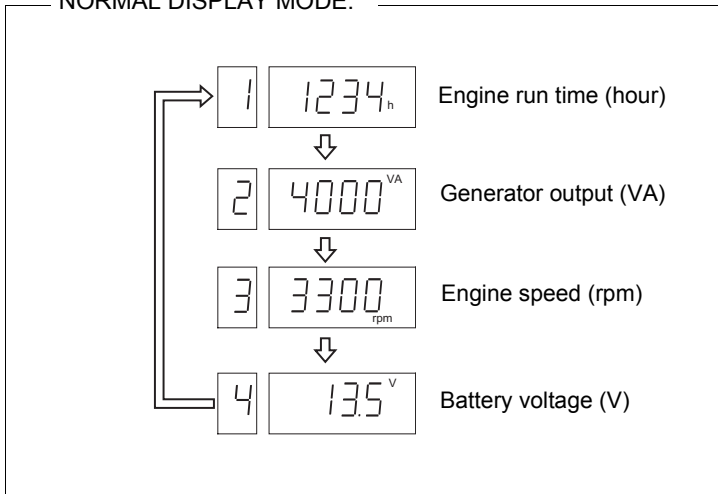 NORMAL DISPLAY MODE:
1 1234 h Engine run time (hour)
2 4000 VA Generator output (VA)
3 3300 rpm Engine speed (rpm)
4 13.5 V Battery voltage (V)